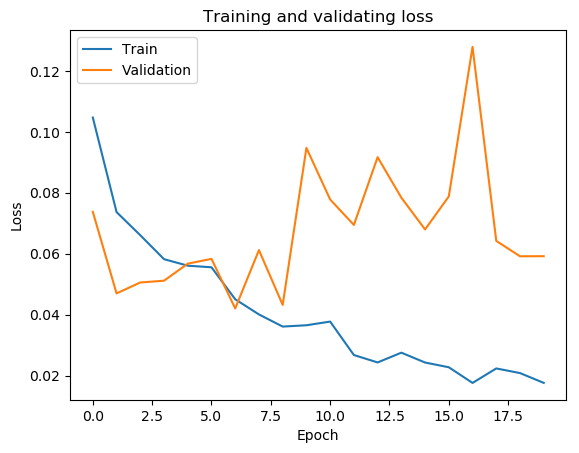 Training and validating loss
Train
Validation
0.12
0.10
0.08
0.06
0.04
0.02
Loss
0.0 2.5 5.0 7.5 10.0 12.5 15.0 17.5
Epoch